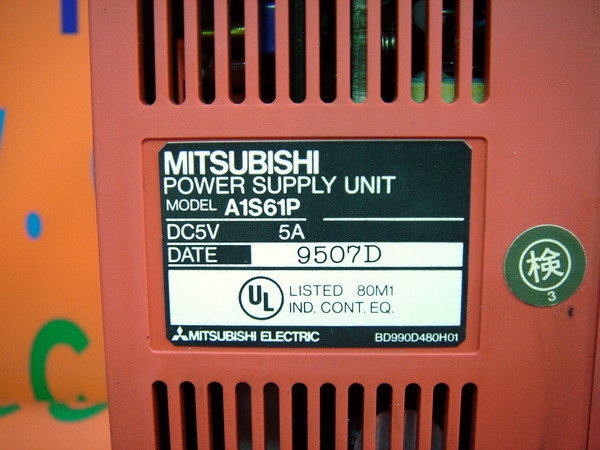 MITSUBISHI
POWER SUPPLY UNIT
MODEL A1S61P
DC5V 5A
DATE 9507D
UL LISTED 80M1
IND. CONT. EQ.
MITSUBISHI ELECTRIC BD990D480H01
検
3